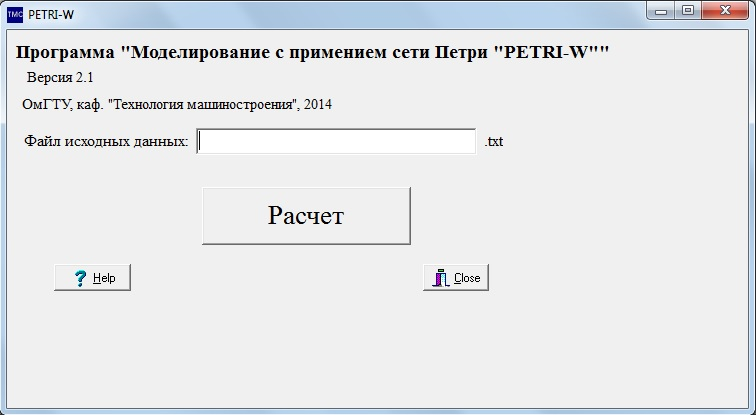 TMC PETRI-W
Программа "Моделирование с примением сети Петри "PETRI-W""
Версия 2.1
ОмГТУ, каф. "Технология машиностроения", 2014
Файл исходных данных: .txt
Расчет
Help Close